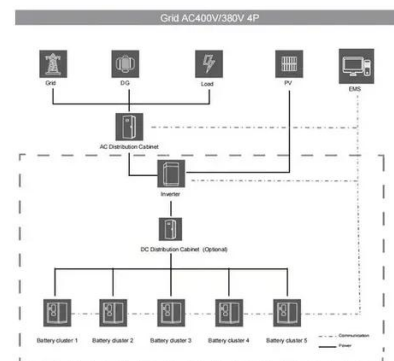 Grid AC400V/380V 4P
Grid
DG
Load
PV
EMS
AC Distribution Cabinet
Inverter
DC Distribution Cabinet (Optional)
Battery cluster 1
Battery cluster 2
Battery cluster 3
Battery cluster 4
Battery cluster 5
Communication
Power